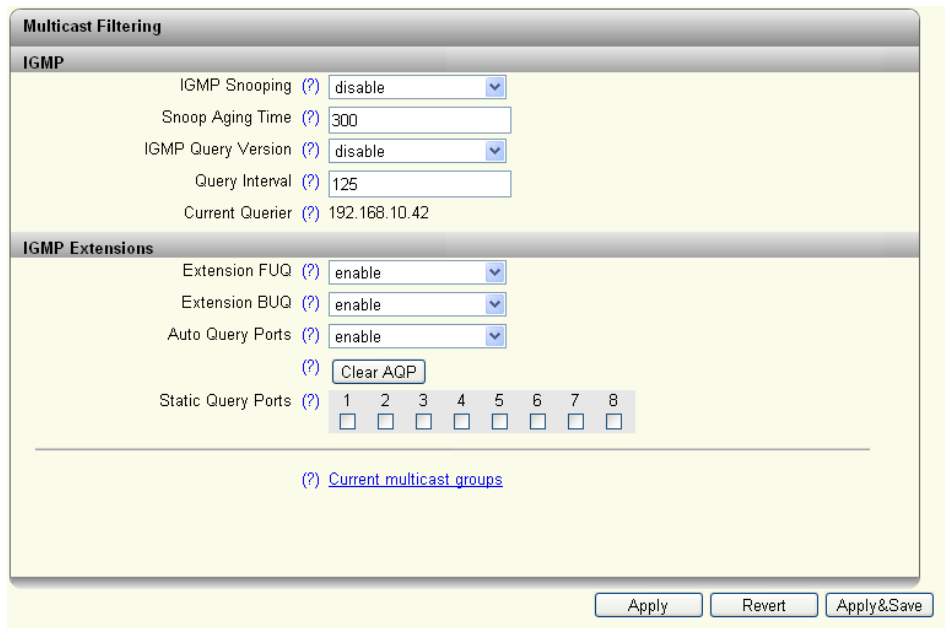 Multicast Filtering
IGMP
IGMP Snooping (?) disable
Snoop Aging Time (?) 300
IGMP Query Version (?) disable
Query Interval (?) 125
Current Querier (?) 192.168.10.42
IGMP Extensions
Extension FUQ (?) enable
Extension BUQ (?) enable
Auto Query Ports (?) enable
(?) Clear AQP
Static Query Ports (?) 1 2 3 4 5 6 7 8
(?) Current multicast groups
Apply Revert Apply&Save